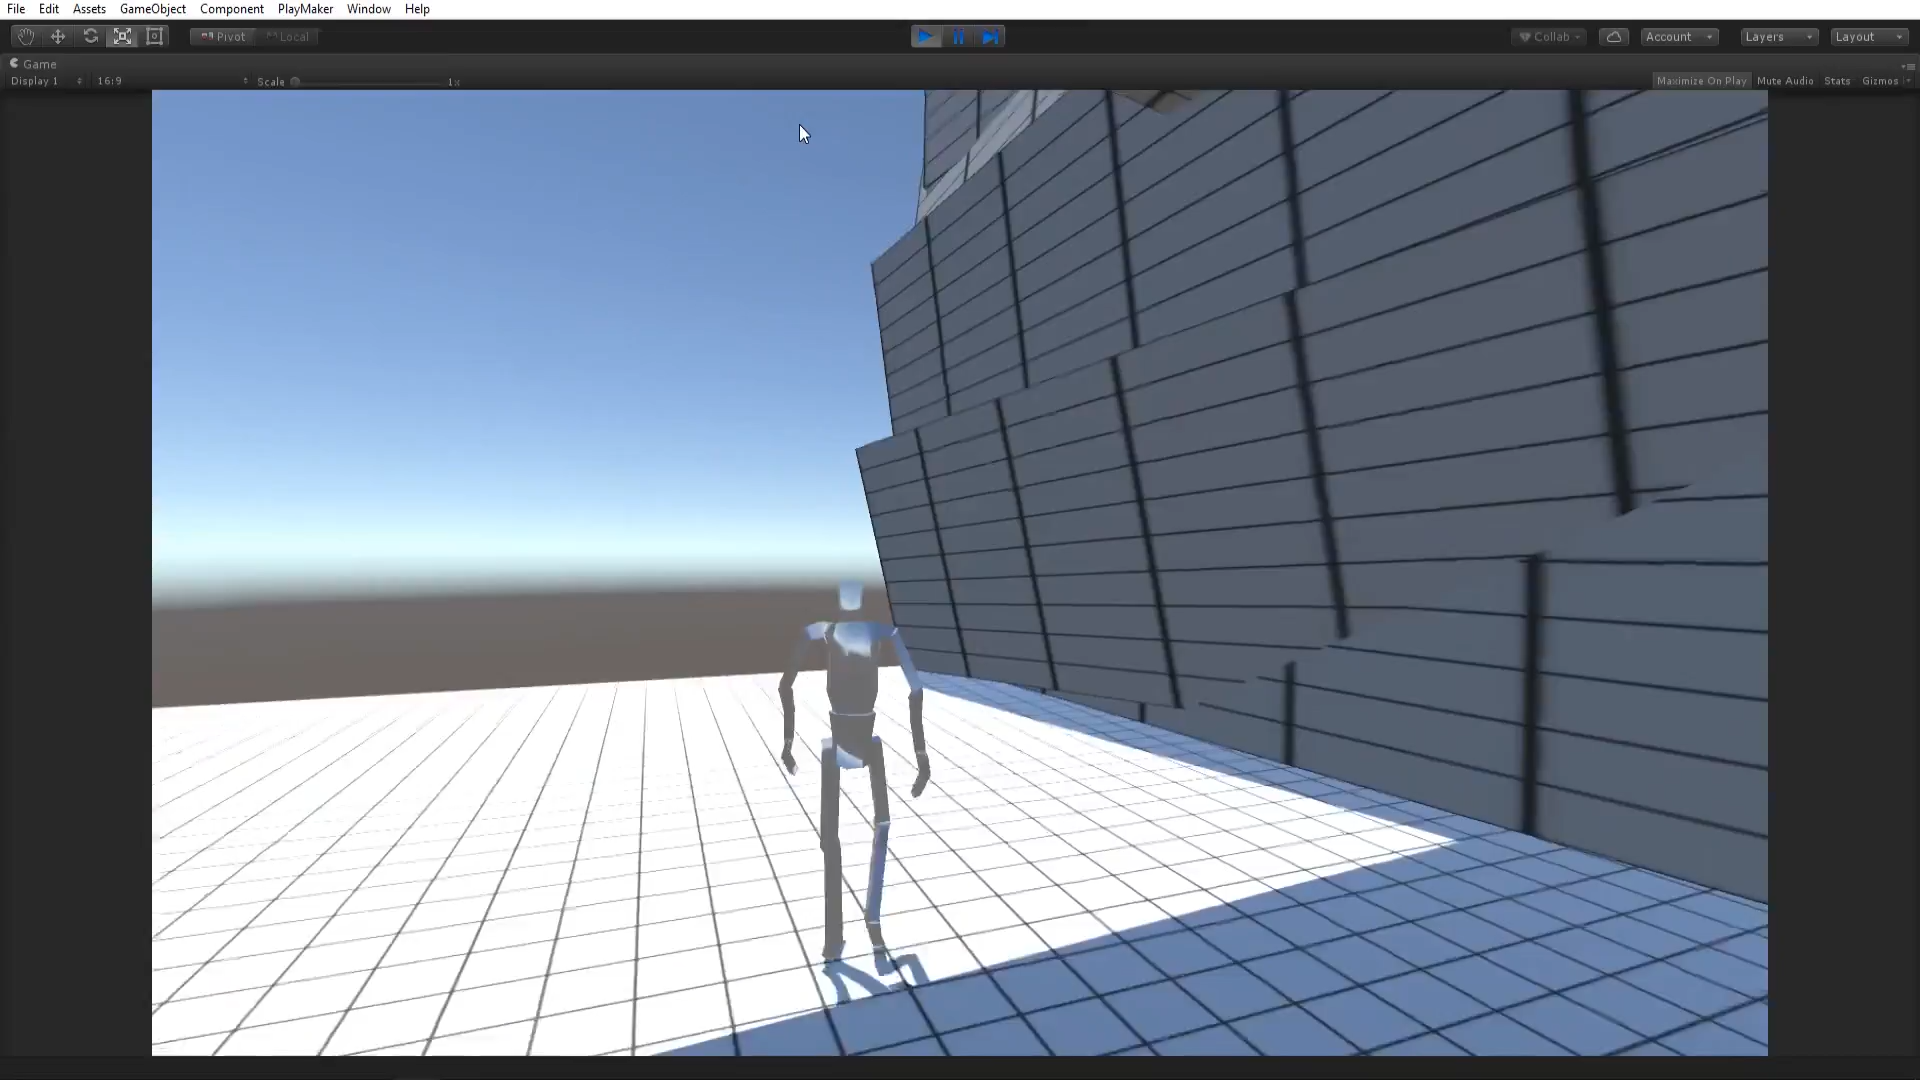 File Edit Assets GameObject Component PlayMaker Window Help
Pivot Local Collab Account Layers Layout
Game
Display 1 16:9 Scale 1x Maximize On Play Mute Audio Stats Gizmos